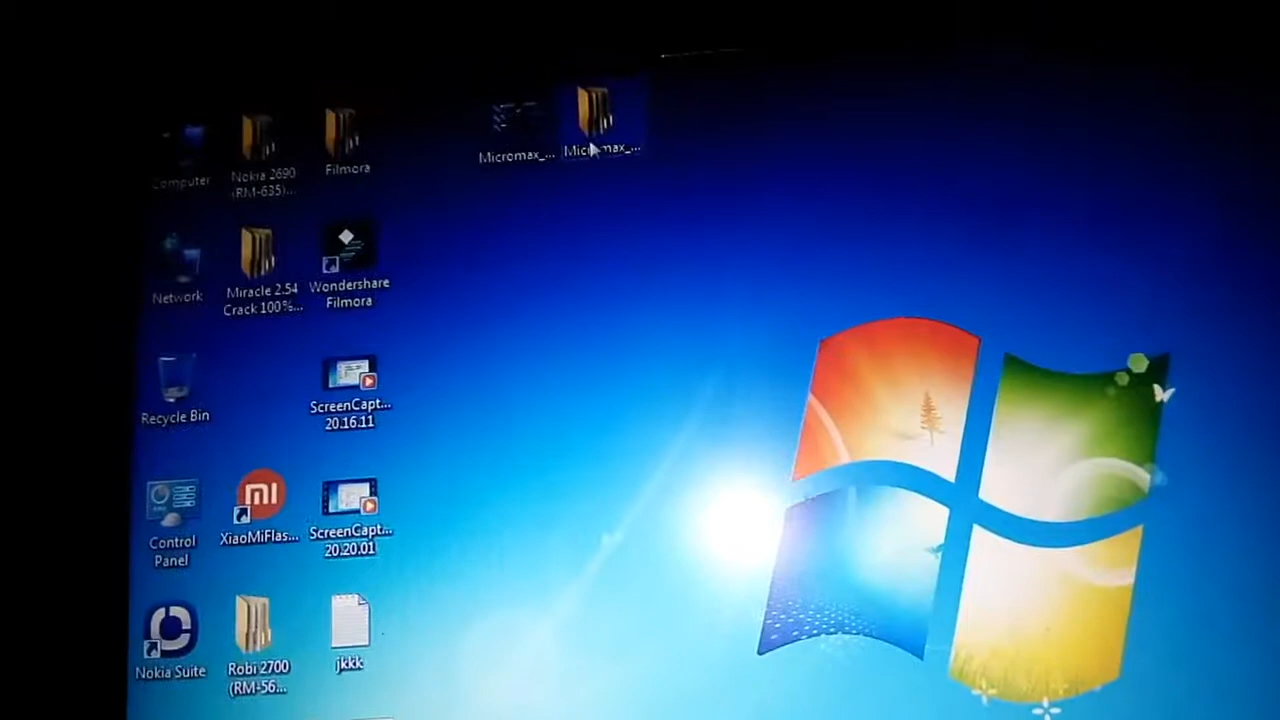 Computer
Nokia 2690
(RM-635)...
Filmora
Micromax_...
Micromax_...
Network
Miracle 2.54
Crack 100%...
Wondershare
Filmora
Recycle Bin
ScreenCapt...
20.16.11
Control
Panel
mi
XiaoMiFlas...
ScreenCapt...
20.20.01
Nokia Suite
Robi 2700
(RM-56...
jkkk